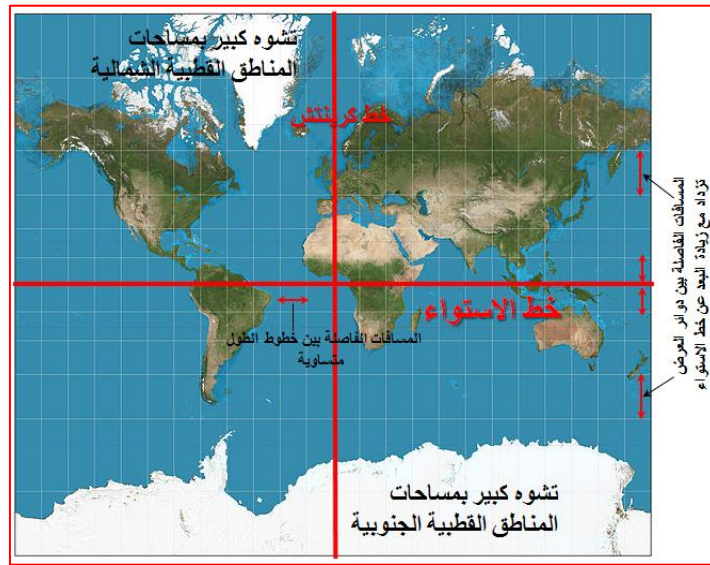 تشوه كبير بمساحات
المناطق القطبية الشمالية
خط كرينتش
خط الاستواء
المسافات الفاصلة بين خطوط الطول
متساوية
المسافات الفاصلة بين دوائر العرض
تزداد مع زيادة البعد عن خط الاستواء
تشوه كبير بمساحات
المناطق القطبية الجنوبية